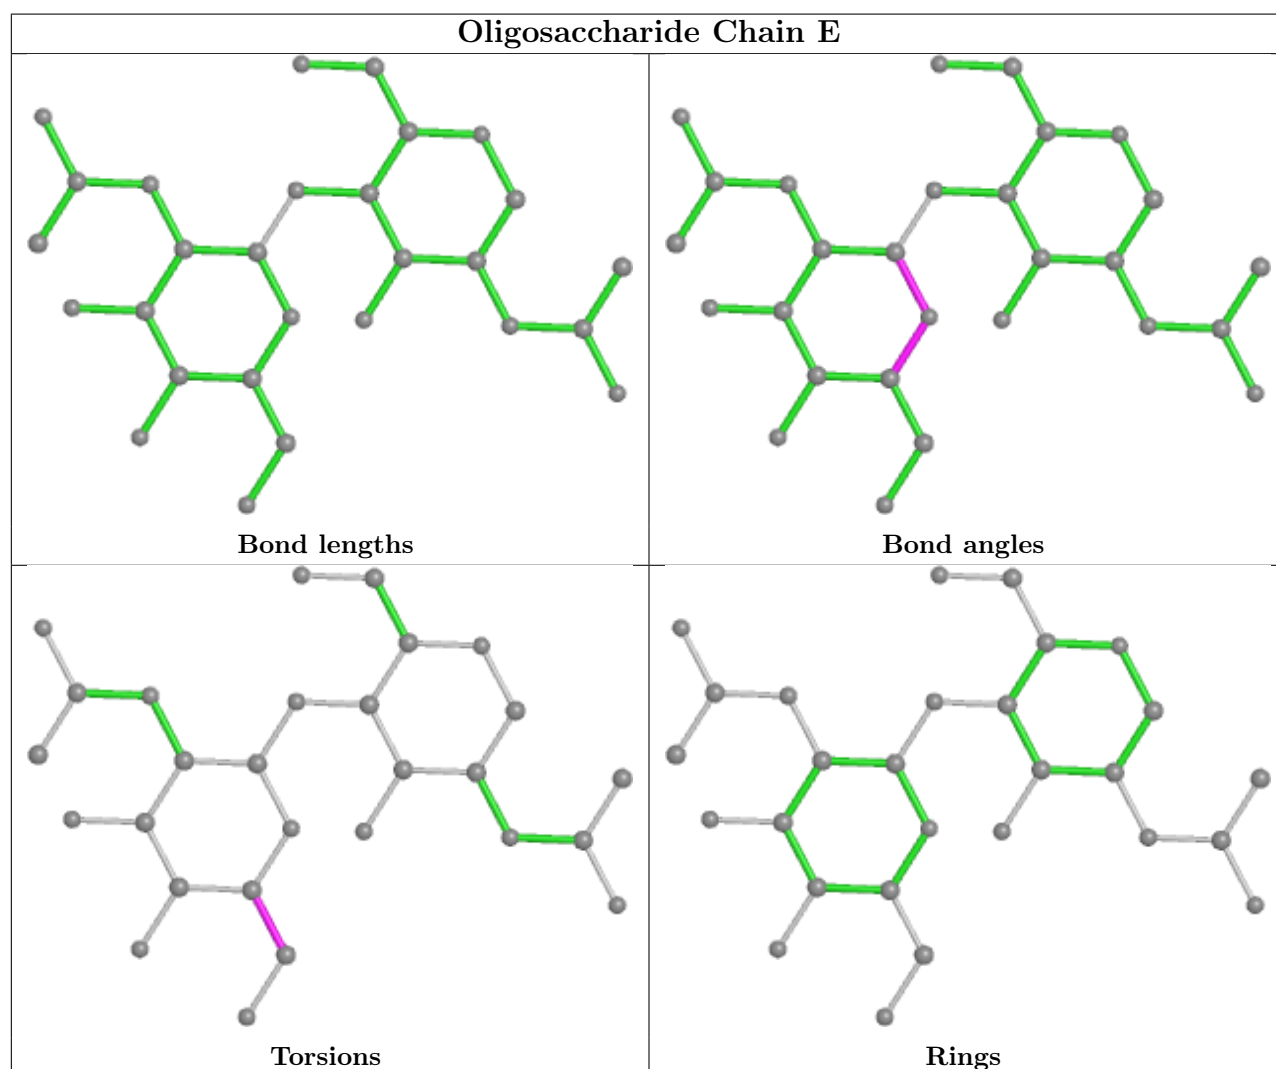 Oligosaccharide Chain E
Bond lengths
Bond angles
Torsions
Rings